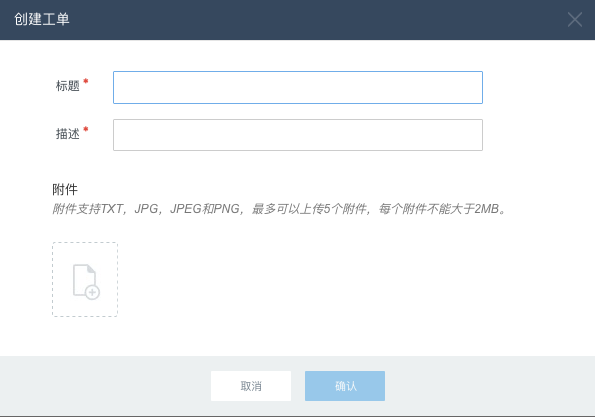 创建工单
标题 *
描述 *
附件
附件支持TXT，JPG，JPEG和PNG，最多可以上传5个附件，每个附件不能大于2MB。
取消 确认